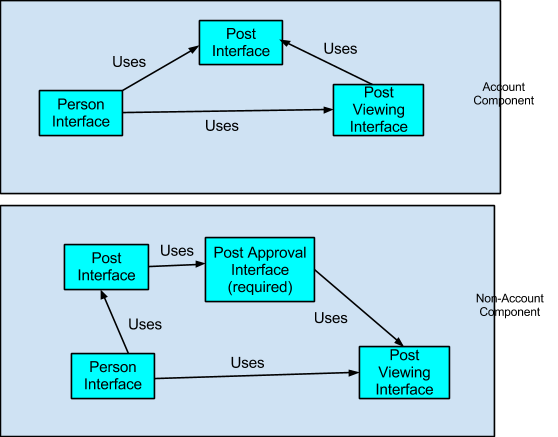 Post
Interface
Uses
Uses
Person
Interface
Uses
Post
Viewing
Interface
Account
Component
Post
Interface
Uses
Post Approval
Interface
(required)
Uses
Uses
Person
Interface
Uses
Post
Viewing
Interface
Non-Account
Component